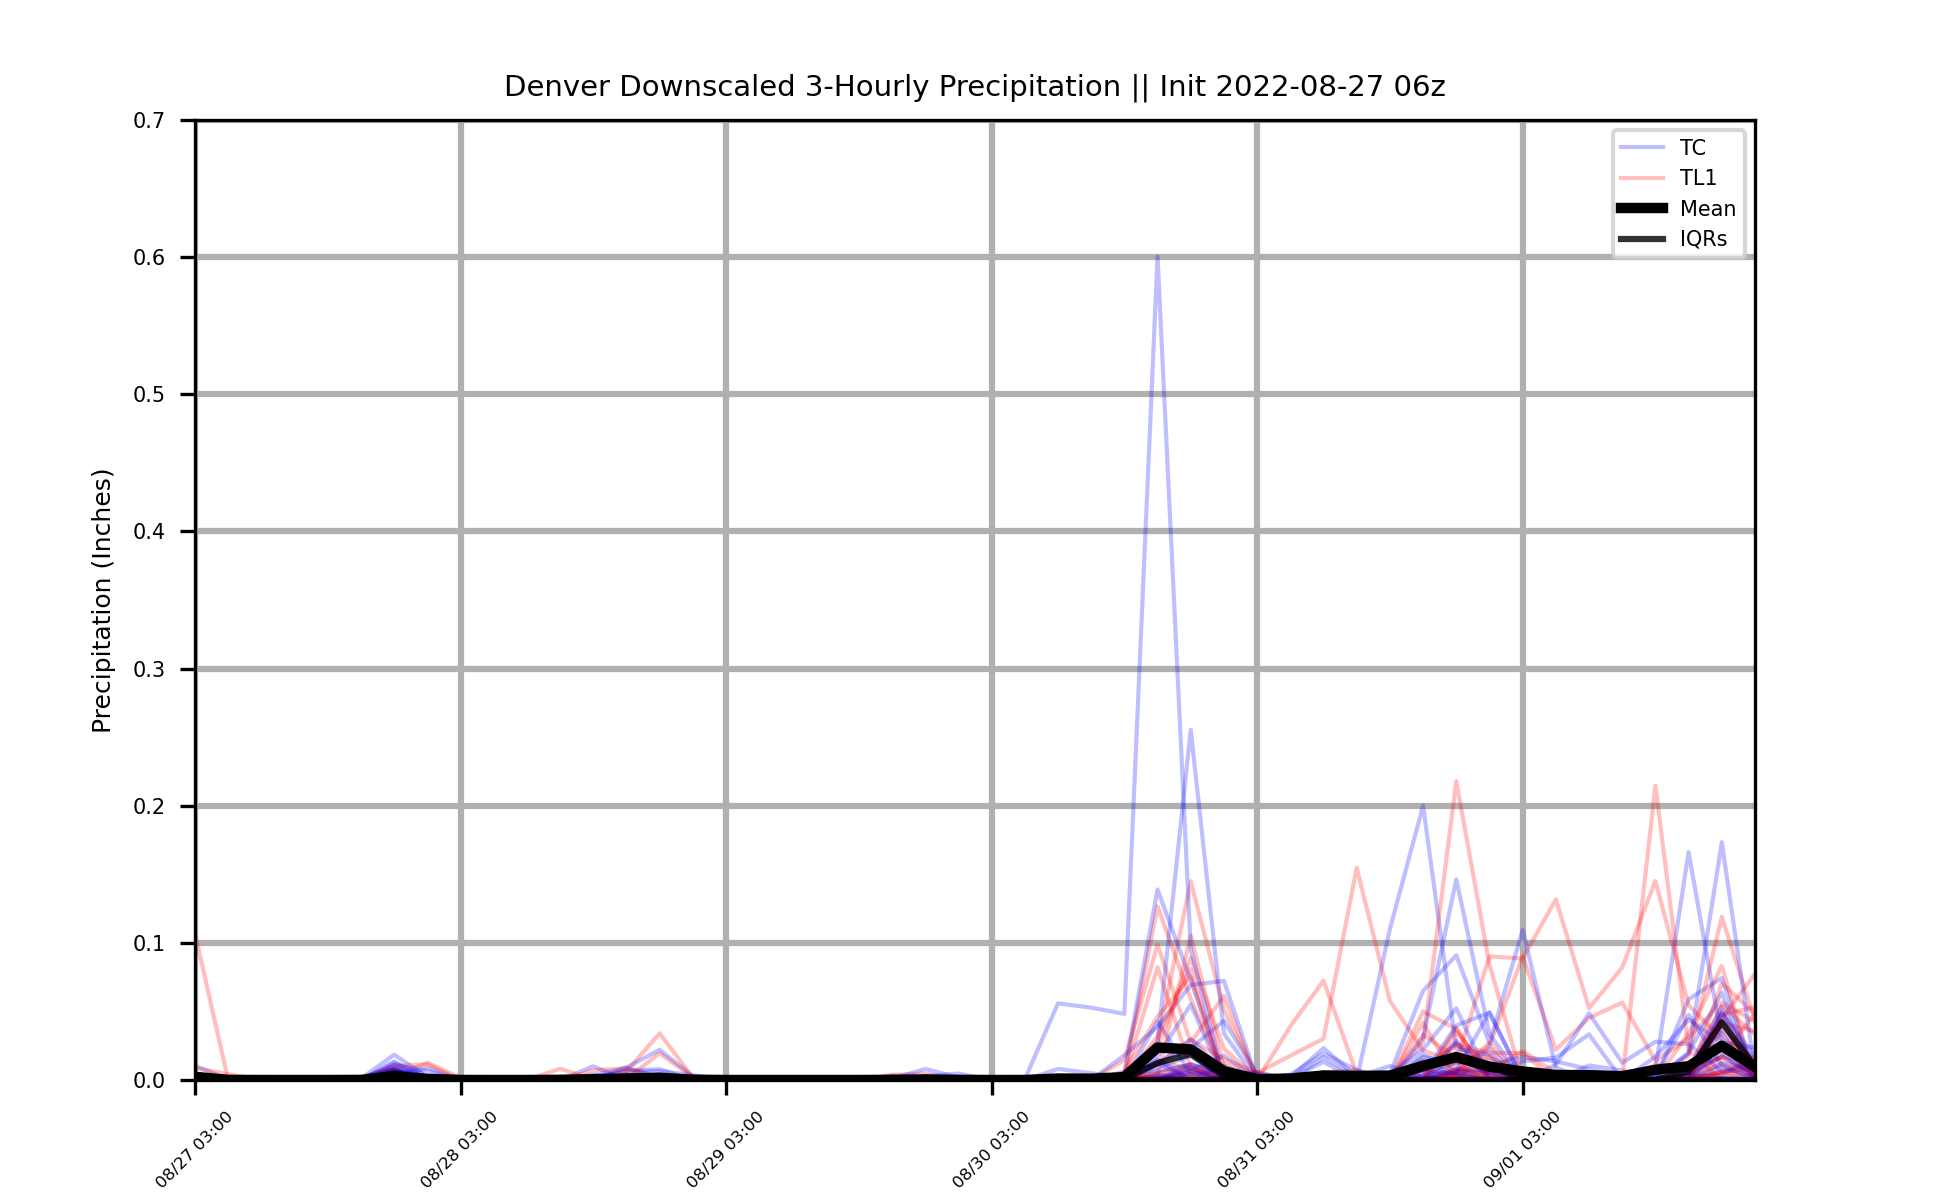 Denver Downscaled 3-Hourly Precipitation || Init 2022-08-27 06z
TC
TL1
Mean
IQRs
Precipitation (Inches)
0.7
0.6
0.5
0.4
0.3
0.2
0.1
0.0
08/27 03:00
08/28 03:00
08/29 03:00
08/30 03:00
08/31 03:00
09/01 03:00